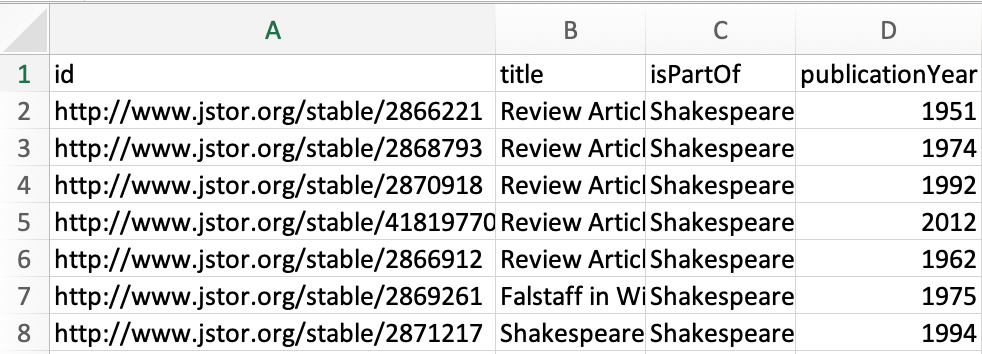 A B C D
1 id title isPartOf publicationYear
2 http://www.jstor.org/stable/2866221 Review Articl Shakespeare 1951
3 http://www.jstor.org/stable/2868793 Review Articl Shakespeare 1974
4 http://www.jstor.org/stable/2870918 Review Articl Shakespeare 1992
5 http://www.jstor.org/stable/41819770 Review Articl Shakespeare 2012
6 http://www.jstor.org/stable/2866912 Review Articl Shakespeare 1962
7 http://www.jstor.org/stable/2869261 Falstaff in Wi Shakespeare 1975
8 http://www.jstor.org/stable/2871217 Shakespeare Shakespeare 1994